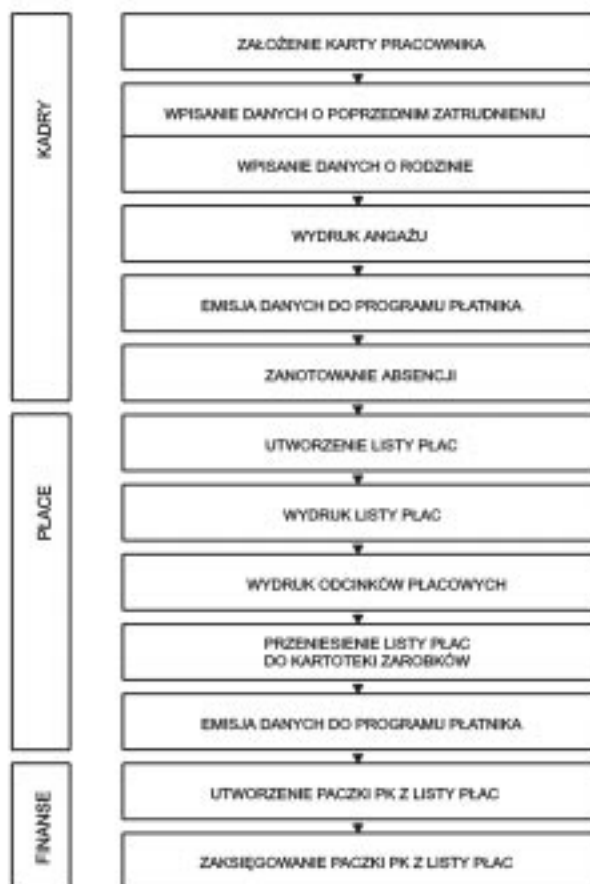 KADRY
ZAŁOŻENIE KARTY PRACOWNIKA
WPISANIE DANYCH O POPRZEDNIM ZATRUDNIENIU
WPISANIE DANYCH O RODZINIE
WYDRUK ANGAŻU
EMISJA DANYCH DO PROGRAMU PŁATNIKA
ZANOTOWANIE ABSENCJI
PŁACE
UTWORZENIE LISTY PŁAC
WYDRUK LISTY PŁAC
WYDRUK ODCINKÓW PŁACOWYCH
PRZENIESIENIE LISTY PŁAC
DO KARTOTEKI ZAROBKÓW
EMISJA DANYCH DO PROGRAMU PŁATNIKA
FINANSE
UTWORZENIE PACZKI PK Z LISTY PŁAC
ZAKSIĘGOWANIE PACZKI PK Z LISTY PŁAC